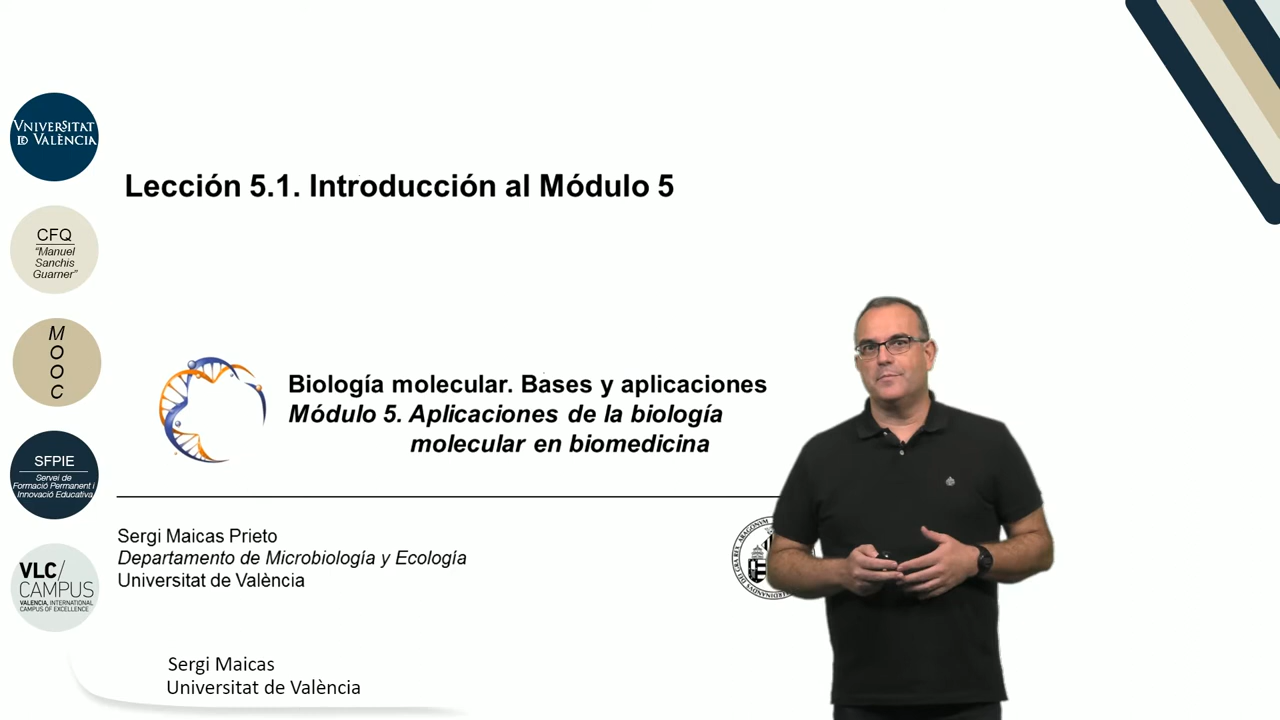 VNIVERSITAT
ID VALÈNCIA
CFQ
“Manuel
Sanchis
Guarner”
M
O
O
C
SFPIE
Servei de
Formació Permanent i
Innovació Educativa
VLC/
CAMPUS
VALENCIA, INTERNATIONAL
CAMPUS OF EXCELLENCE
Lección 5.1. Introducción al Módulo 5
Biología molecular. Bases y aplicaciones
Módulo 5. Aplicaciones de la biología
molecular en biomedicina
Sergi Maicas Prieto
Departamento de Microbiología y Ecología
Universitat de València
Sergi Maicas
Universitat de València